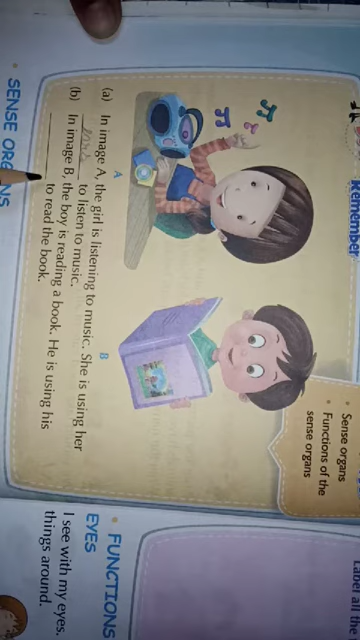 Remember
Sense organs
Functions of the
sense organs
A
B
(a) In image A, the girl is listening to music. She is using her
ears to listen to music.
(b) In image B, the boy is reading a book. He is using his
to read the book.
SENSE
Label all the
FUNCTIONS
EYES
I see with my eyes.
things around.